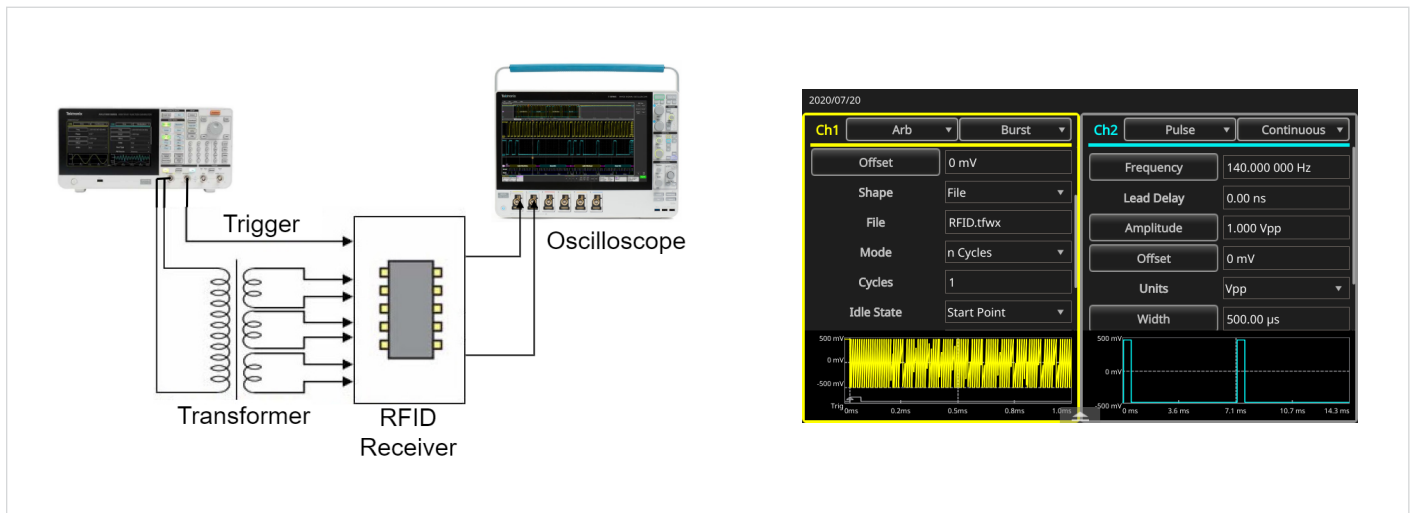 Trigger
Transformer
RFID
Receiver
Oscilloscope
2020/07/20
Ch1 Arb Burst
Offset 0 mV
Shape File
File RFID.tfwx
Mode n Cycles
Cycles 1
Idle State Start Point
500 mV
0 mV
-500 mV
Trig
0ms 0.2ms 0.5ms 0.8ms 1.0ms
Ch2 Pulse Continuous
Frequency 140.000 000 Hz
Lead Delay 0.00 ns
Amplitude 1.000 Vpp
Offset 0 mV
Units Vpp
Width 500.00 µs
500 mV
0 mV
-500 mV
0 ms 3.6 ms 7.1 ms 10.7 ms 14.3 ms